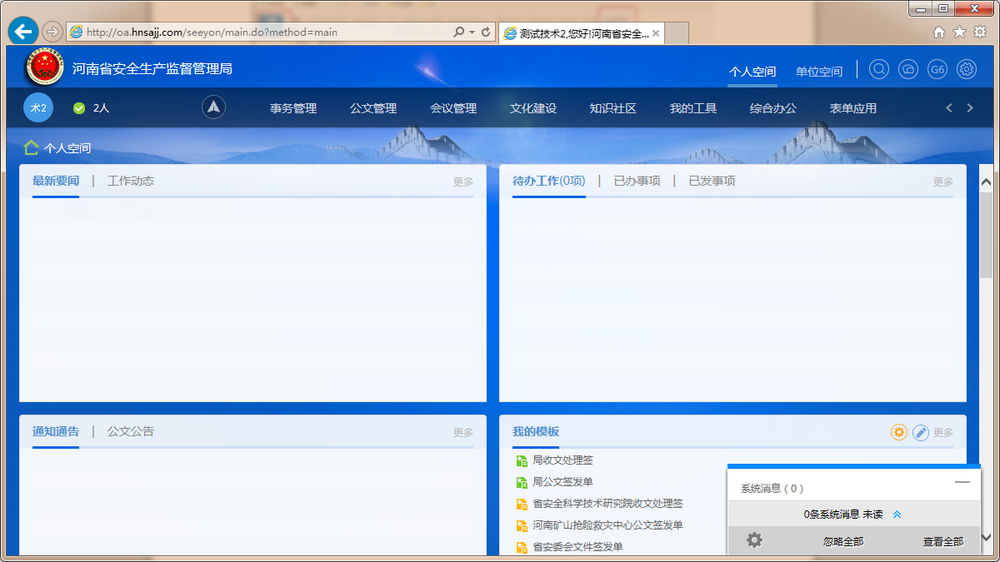 http://oa.hnsajj.com/seeyon/main.do?method=main
测试技术2,您好!河南省安全...
河南省安全生产监督管理局
个人空间 单位空间 G6
术2 2人 事务管理 公文管理 会议管理 文化建设 知识社区 我的工具 综合办公 表单应用
个人空间
最新要闻 | 工作动态 更多
待办工作(0项) | 已办事项 | 已发事项 更多
通知通告 | 公文公告 更多
我的模板 更多
局收文处理签
局公文签发单
省安全科学技术研究院收文处理签
河南矿山抢险救灾中心公文签发单
省安委会文件签发单
系统消息 ( 0 )
0条系统消息 未读
忽略全部 查看全部